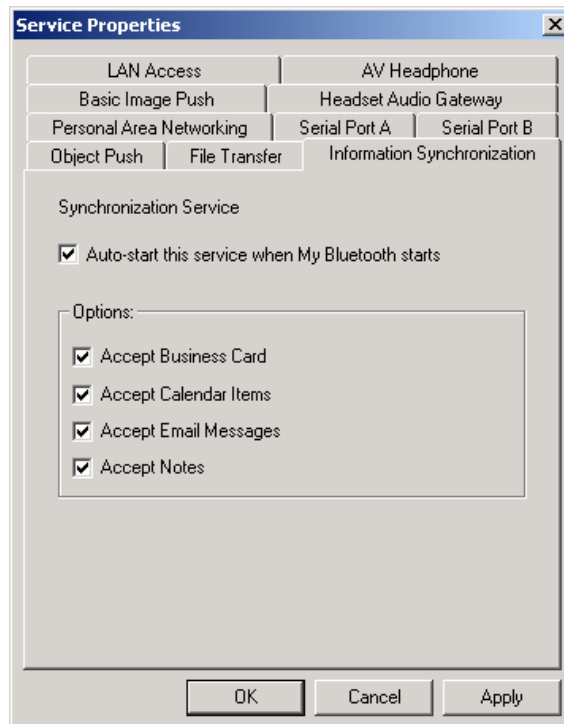 Service Properties
LAN Access AV Headphone
Basic Image Push Headset Audio Gateway
Personal Area Networking Serial Port A Serial Port B
Object Push File Transfer Information Synchronization
Synchronization Service
Auto-start this service when My Bluetooth starts
Options:
Accept Business Card
Accept Calendar Items
Accept Email Messages
Accept Notes
OK Cancel Apply